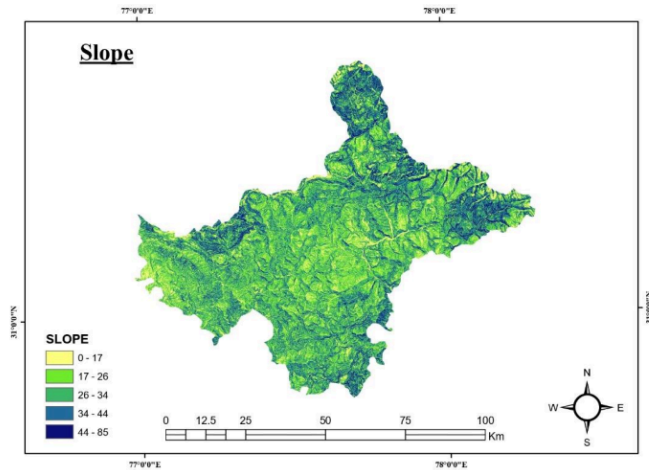 77°0'0"E 78°0'0"E
Slope
31°0'0"N 31°0'0"N
SLOPE
0 - 17
17 - 26
26 - 34
34 - 44
44 - 85
N
W E
S
0 12.5 25 50 75 100
Km
77°0'0"E 78°0'0"E